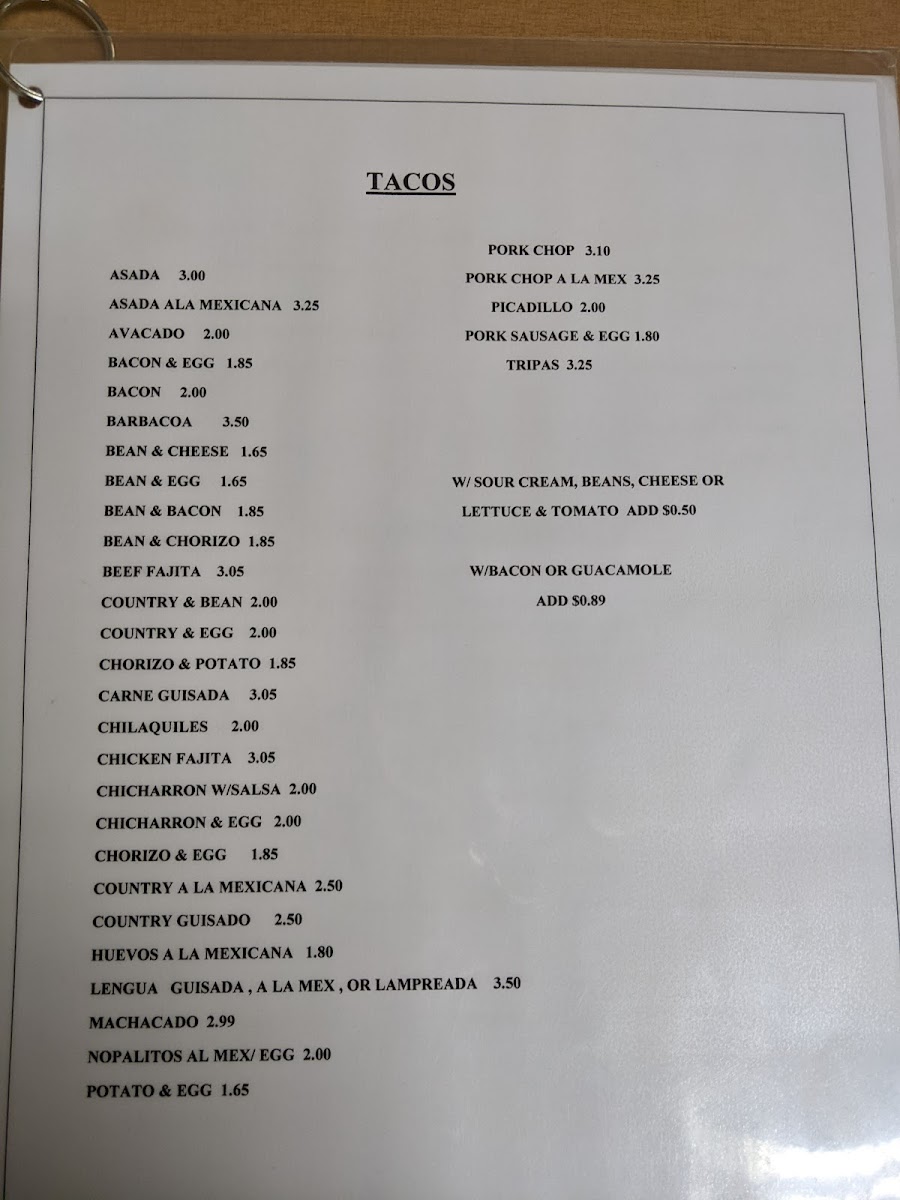 TACOS
ASADA 3.00
ASADA ALA MEXICANA 3.25
AVACADO 2.00
BACON & EGG 1.85
BACON 2.00
BARBACOA 3.50
BEAN & CHEESE 1.65
BEAN & EGG 1.65
BEAN & BACON 1.85
BEAN & CHORIZO 1.85
BEEF FAJITA 3.05
COUNTRY & BEAN 2.00
COUNTRY & EGG 2.00
CHORIZO & POTATO 1.85
CARNE GUISADA 3.05
CHILAQUILES 2.00
CHICKEN FAJITA 3.05
CHICHARRON W/SALSA 2.00
CHICHARRON & EGG 2.00
CHORIZO & EGG 1.85
COUNTRY A LA MEXICANA 2.50
COUNTRY GUISADO 2.50
HUEVOS A LA MEXICANA 1.80
LENGUA GUISADA , A LA MEX , OR LAMPREADA 3.50
MACHACADO 2.99
NOPALITOS AL MEX/ EGG 2.00
POTATO & EGG 1.65
PORK CHOP 3.10
PORK CHOP A LA MEX 3.25
PICADILLO 2.00
PORK SAUSAGE & EGG 1.80
TRIPAS 3.25
W/ SOUR CREAM, BEANS, CHEESE OR
LETTUCE & TOMATO ADD $0.50
W/BACON OR GUACAMOLE
ADD $0.89